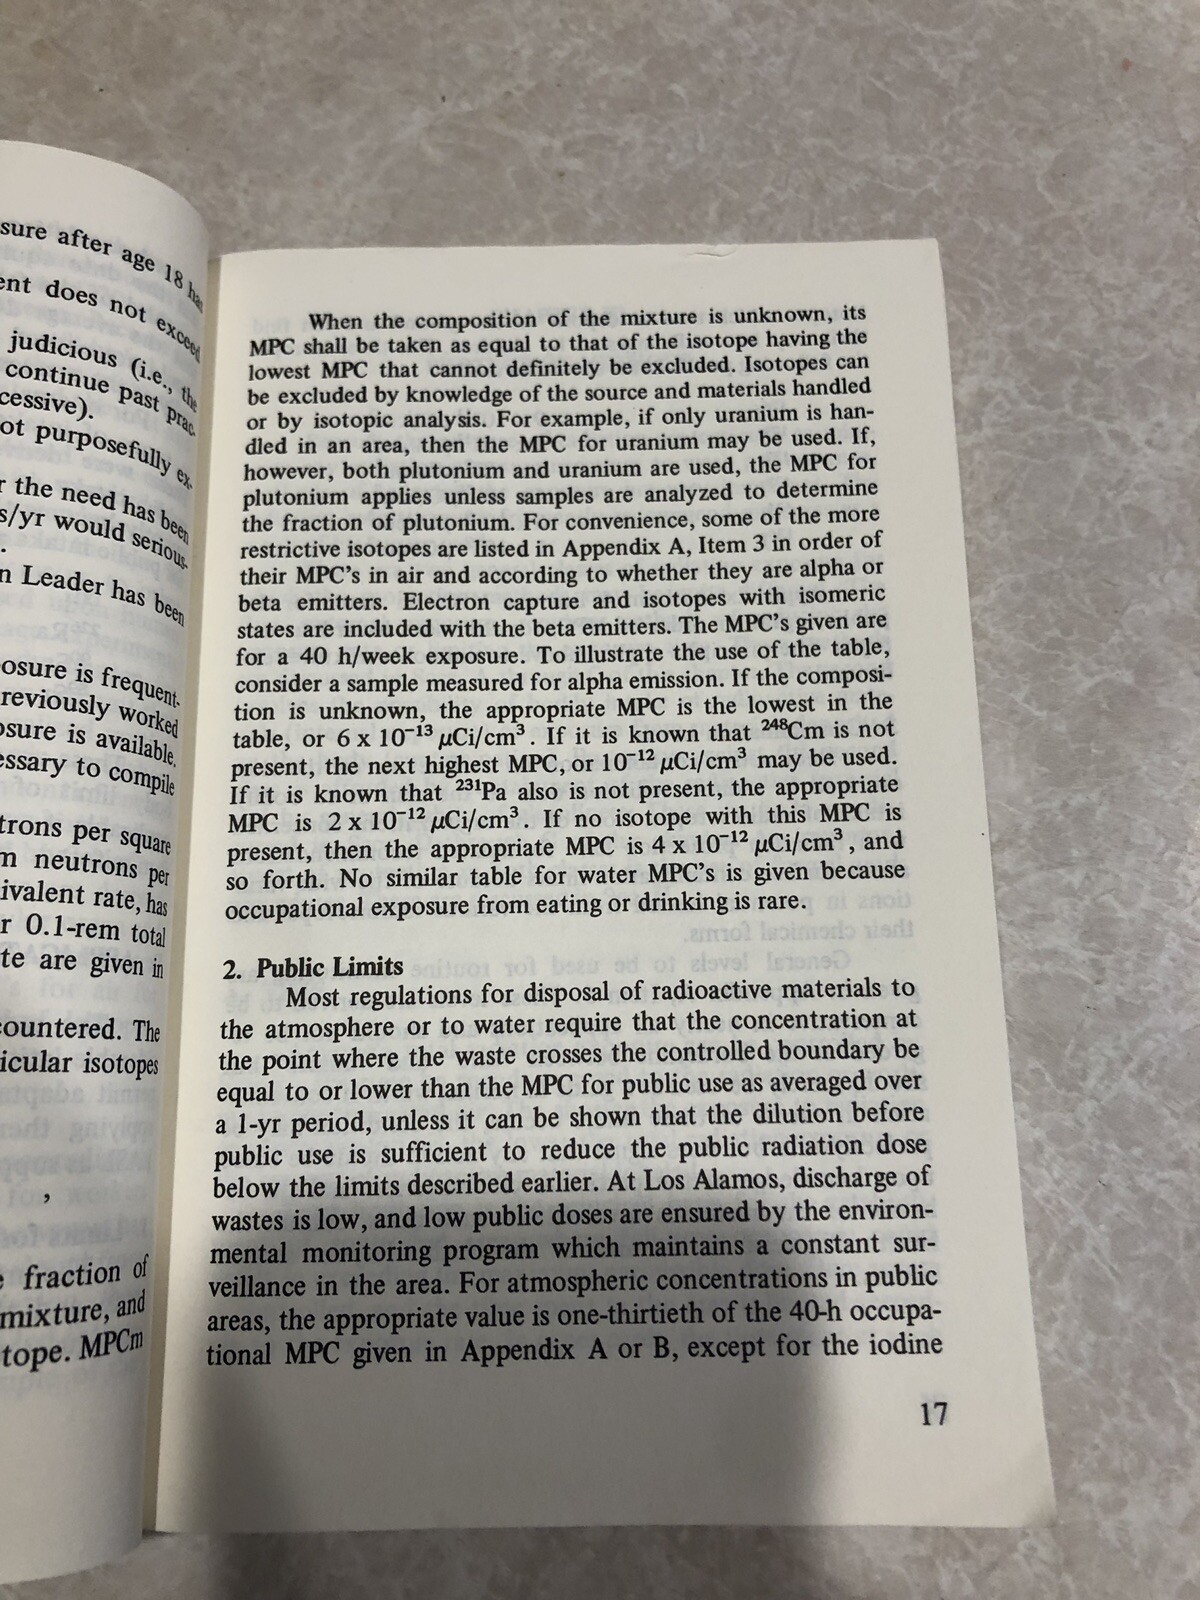 sure after age 18
ent does not exceed
judicious (i.e., the
continue past prac-
cessive).
ot purposefully ex-
r the need has been
s/yr would serious-
.
n Leader has been
osure is frequent-
reviously worked
osure is available.
essary to compile
trons per square
m neutrons per
ivalent rate, has
r 0.1-rem total
te are given in
countered. The
icular isotopes
,
e fraction of
mixture, and
tope. MPCm
When the composition of the mixture is unknown, its
MPC shall be taken as equal to that of the isotope having the
lowest MPC that cannot definitely be excluded. Isotopes can
be excluded by knowledge of the source and materials handled
or by isotopic analysis. For example, if only uranium is han-
dled in an area, then the MPC for uranium may be used. If,
however, both plutonium and uranium are used, the MPC for
plutonium applies unless samples are analyzed to determine
the fraction of plutonium. For convenience, some of the more
restrictive isotopes are listed in Appendix A, Item 3 in order of
their MPC's in air and according to whether they are alpha or
beta emitters. Electron capture and isotopes with isomeric
states are included with the beta emitters. The MPC's given are
for a 40 h/week exposure. To illustrate the use of the table,
consider a sample measured for alpha emission. If the composi-
tion is unknown, the appropriate MPC is the lowest in the
table, or 6 x 10⁻¹³ μCi/cm³. If it is known that ²⁴⁸Cm is not
present, the next highest MPC, or 10⁻¹² μCi/cm³ may be used.
If it is known that ²³¹Pa also is not present, the appropriate
MPC is 2 x 10⁻¹² μCi/cm³. If no isotope with this MPC is
present, then the appropriate MPC is 4 x 10⁻¹² μCi/cm³, and
so forth. No similar table for water MPC's is given because
occupational exposure from eating or drinking is rare.
2. Public Limits
Most regulations for disposal of radioactive materials to
the atmosphere or to water require that the concentration at
the point where the waste crosses the controlled boundary be
equal to or lower than the MPC for public use as averaged over
a 1-yr period, unless it can be shown that the dilution before
public use is sufficient to reduce the public radiation dose
below the limits described earlier. At Los Alamos, discharge of
wastes is low, and low public doses are ensured by the environ-
mental monitoring program which maintains a constant sur-
veillance in the area. For atmospheric concentrations in public
areas, the appropriate value is one-thirtieth of the 40-h occupa-
tional MPC given in Appendix A or B, except for the iodine
17